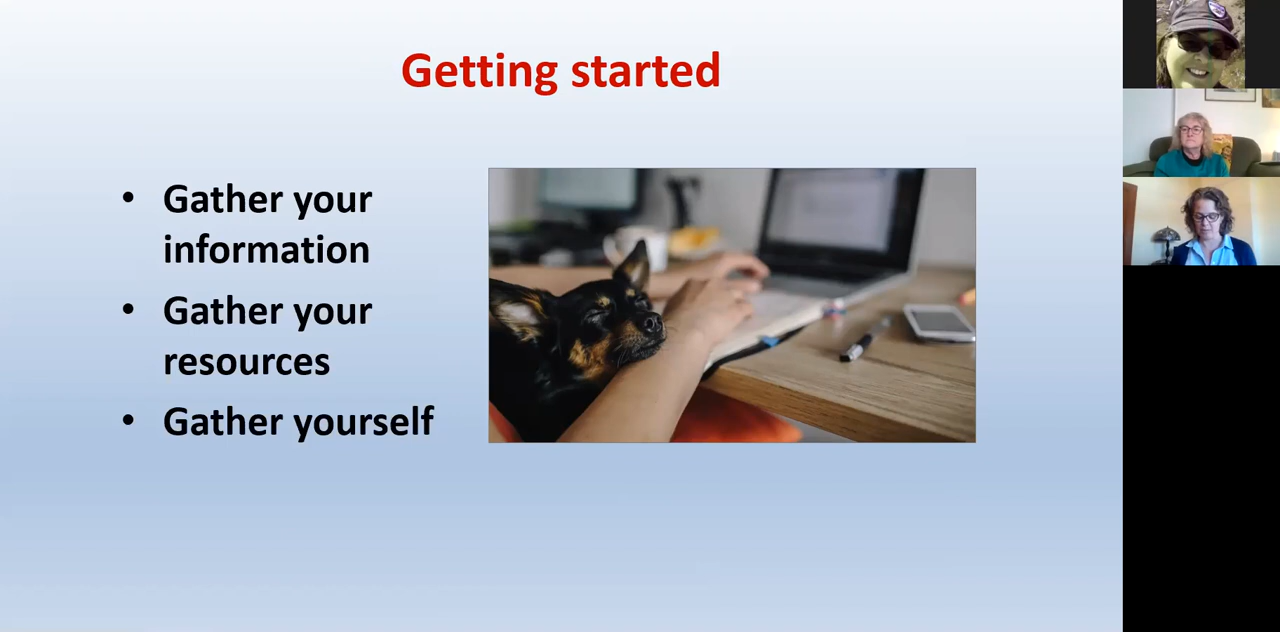 Getting started
• Gather your
information
• Gather your
resources
• Gather yourself